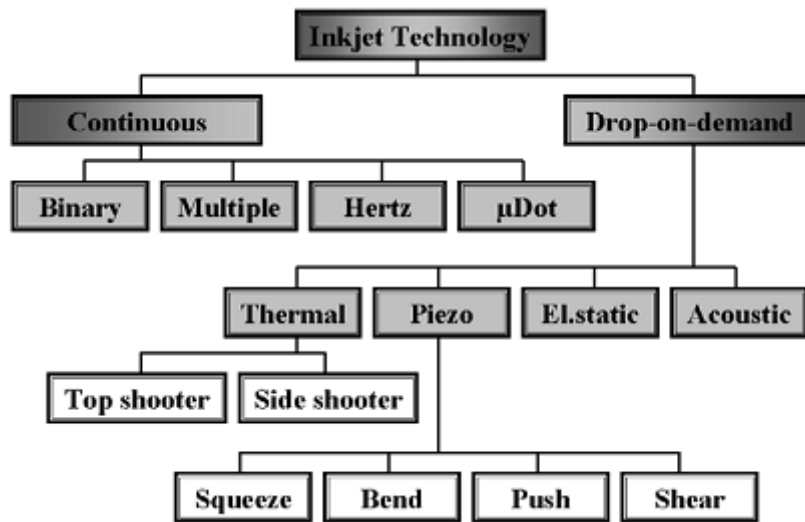 Inkjet Technology
Continuous
Drop-on-demand
Binary
Multiple
Hertz
µDot
Thermal
Piezo
El.static
Acoustic
Top shooter
Side shooter
Squeeze
Bend
Push
Shear